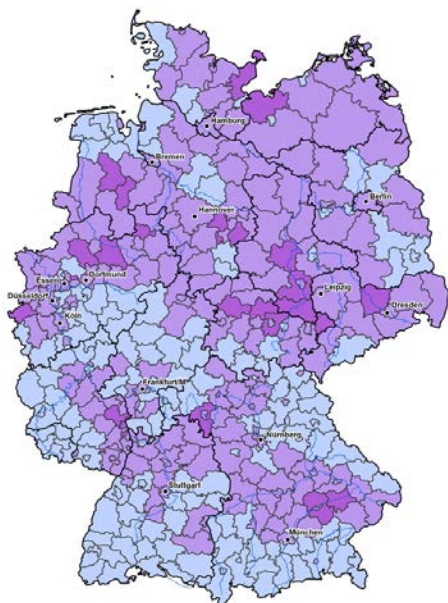 Hamburg
Bremen
Berlin
Hannover
Essen
Dortmund
Düsseldorf
Leipzig
Köln
Dresden
Frankfurt/M.
Nürnberg
Stuttgart
München